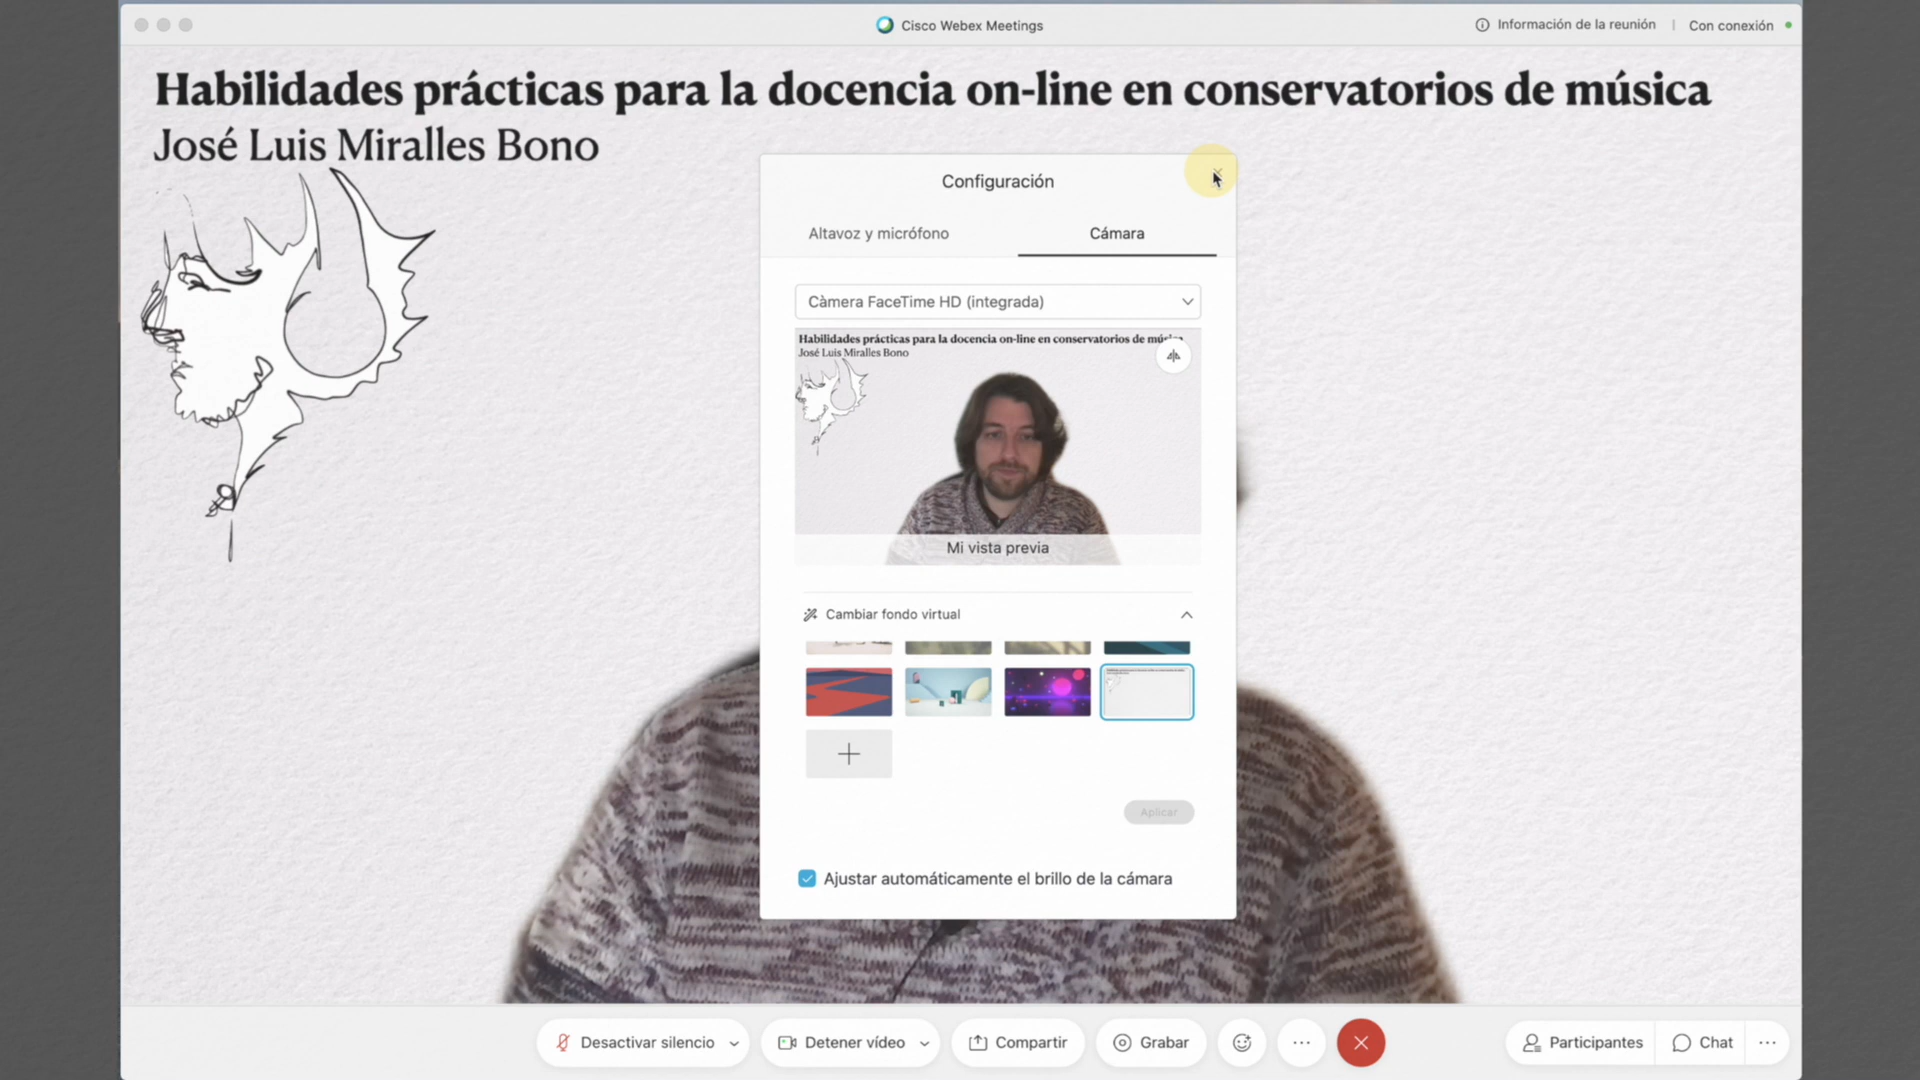 Cisco Webex Meetings
Información de la reunión
Con conexión
Habilidades prácticas para la docencia on-line en conservatorios de música
José Luis Miralles Bono
Configuración
Altavoz y micrófono
Cámara
Càmera FaceTime HD (integrada)
Habilidades prácticas para la docencia on-line en conservatorios de
José Luis Miralles Bono
Mi vista previa
Cambiar fondo virtual
Aplicar
Ajustar automáticamente el brillo de la cámara
Desactivar silencio
Detener vídeo
Compartir
Grabar
Participantes
Chat